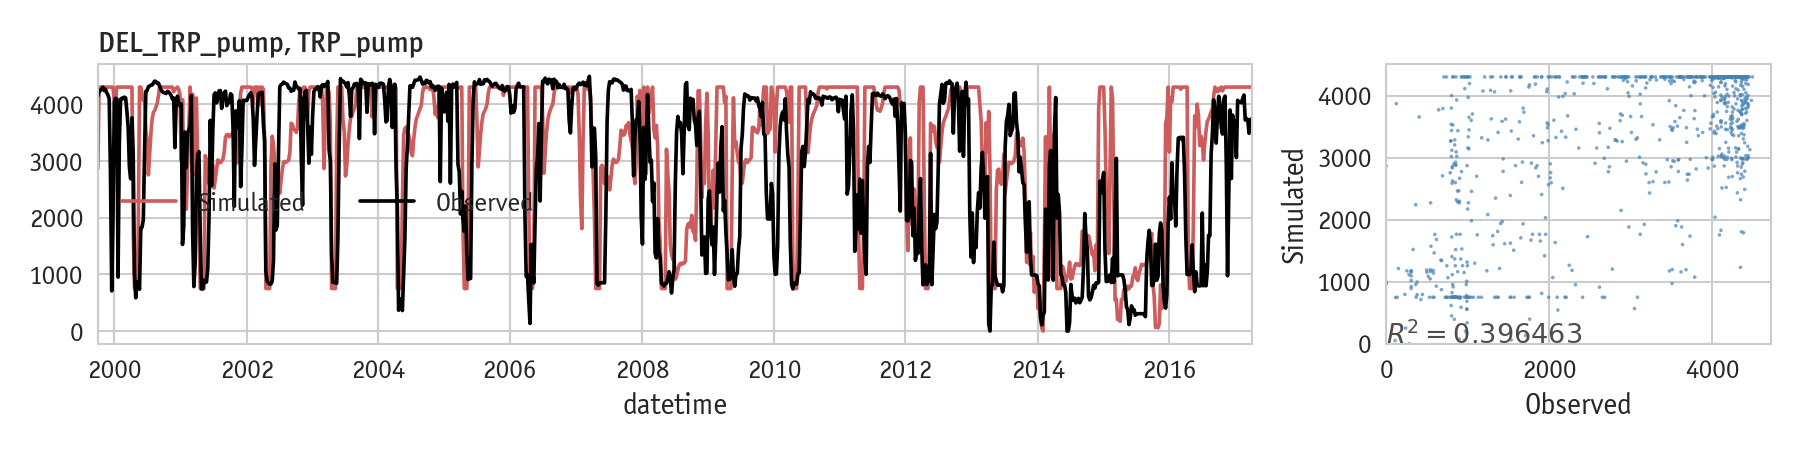 DEL_TRP_pump, TRP_pump
4000
3000
2000
1000
0
Simulated
Observed
2000 2002 2004 2006 2008 2010 2012 2014 2016
datetime
Simulated
4000
3000
2000
1000
0
R² = 0.396463
0 2000 4000
Observed